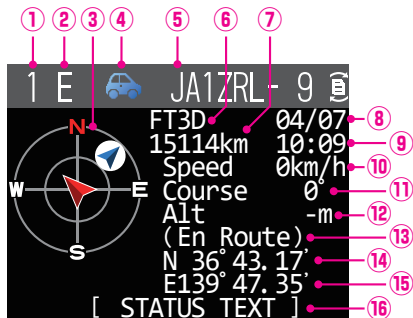 ① ② ③ ④ ⑤ ⑥ ⑦
1 E JA1ZRL- 9
N FT3D 04/07 ⑧
15114km 10:09 ⑨
Speed 0km/h ⑩
W E Course 0° ⑪
Alt -m ⑫
(En Route) ⑬
S N 36°43.17' ⑭
E139°47.35' ⑮
[ STATUS TEXT ] ⑯